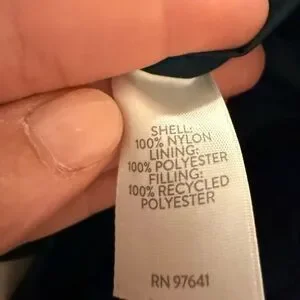 SHELL:
100% NYLON
LINING:
100% POLYESTER
FILLING:
100% RECYCLED
POLYESTER
RN 97641